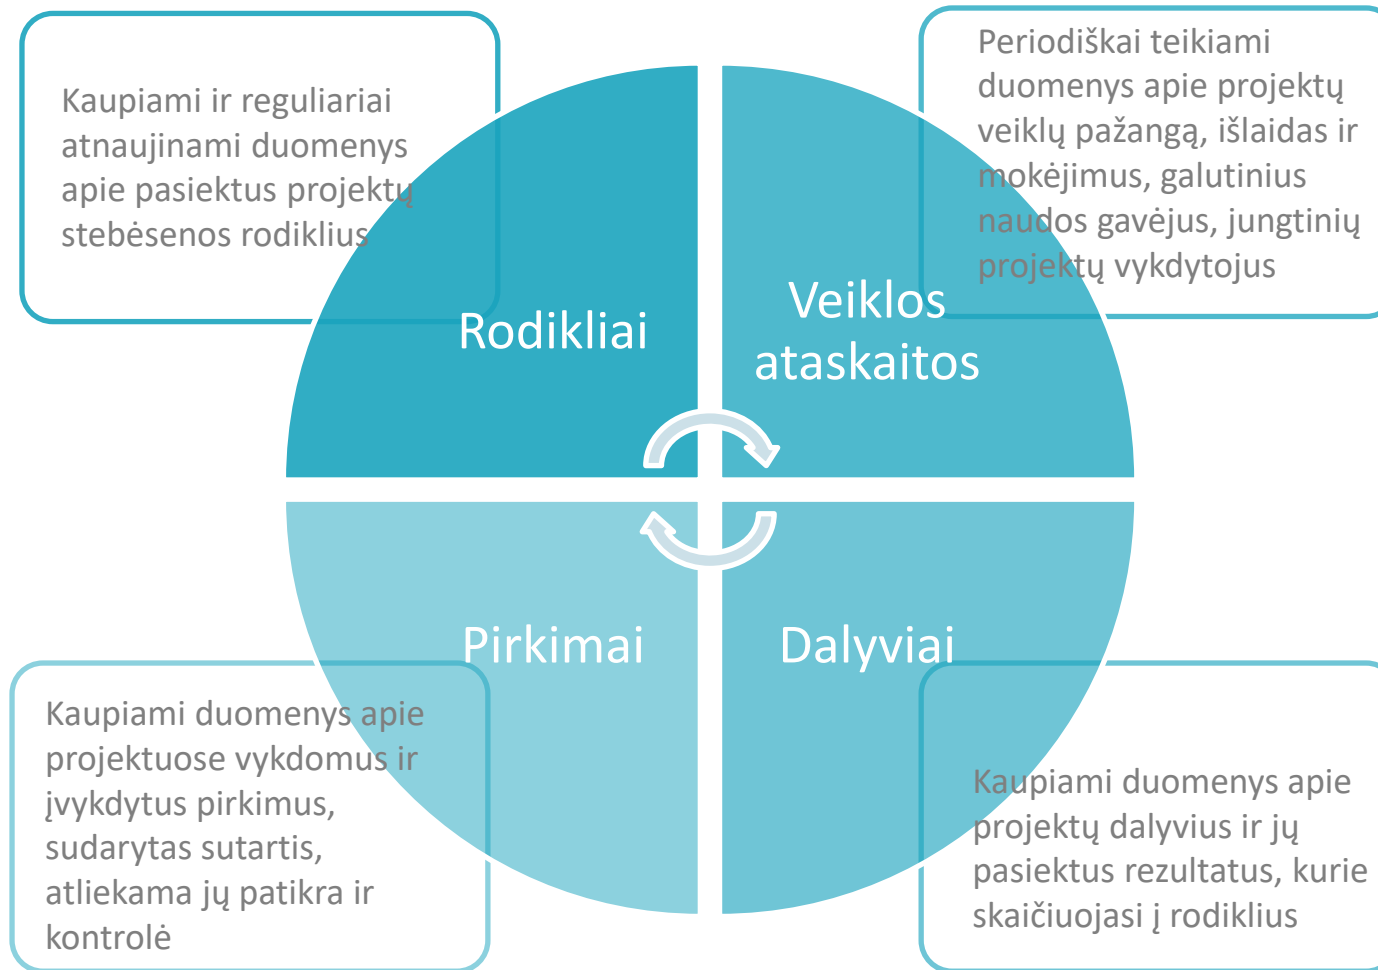 Kaupiami ir reguliariai
atnaujinami duomenys
apie pasiektus projektų
stebėsenos rodiklius
Periodiškai teikiami
duomenys apie projektų
veiklų pažangą, išlaidas ir
mokėjimus, galutinius
naudos gavėjus, jungtinių
projektų vykdytojus
Rodikliai
Veiklos
ataskaitos
Pirkimai
Dalyviai
Kaupiami duomenys apie
projektuose vykdomus ir
įvykdytus pirkimus,
sudarytas sutartis,
atliekama jų patikra ir
kontrolė
Kaupiami duomenys apie
projektų dalyvius ir jų
pasiektus rezultatus, kurie
skaičiuojasi į rodiklius